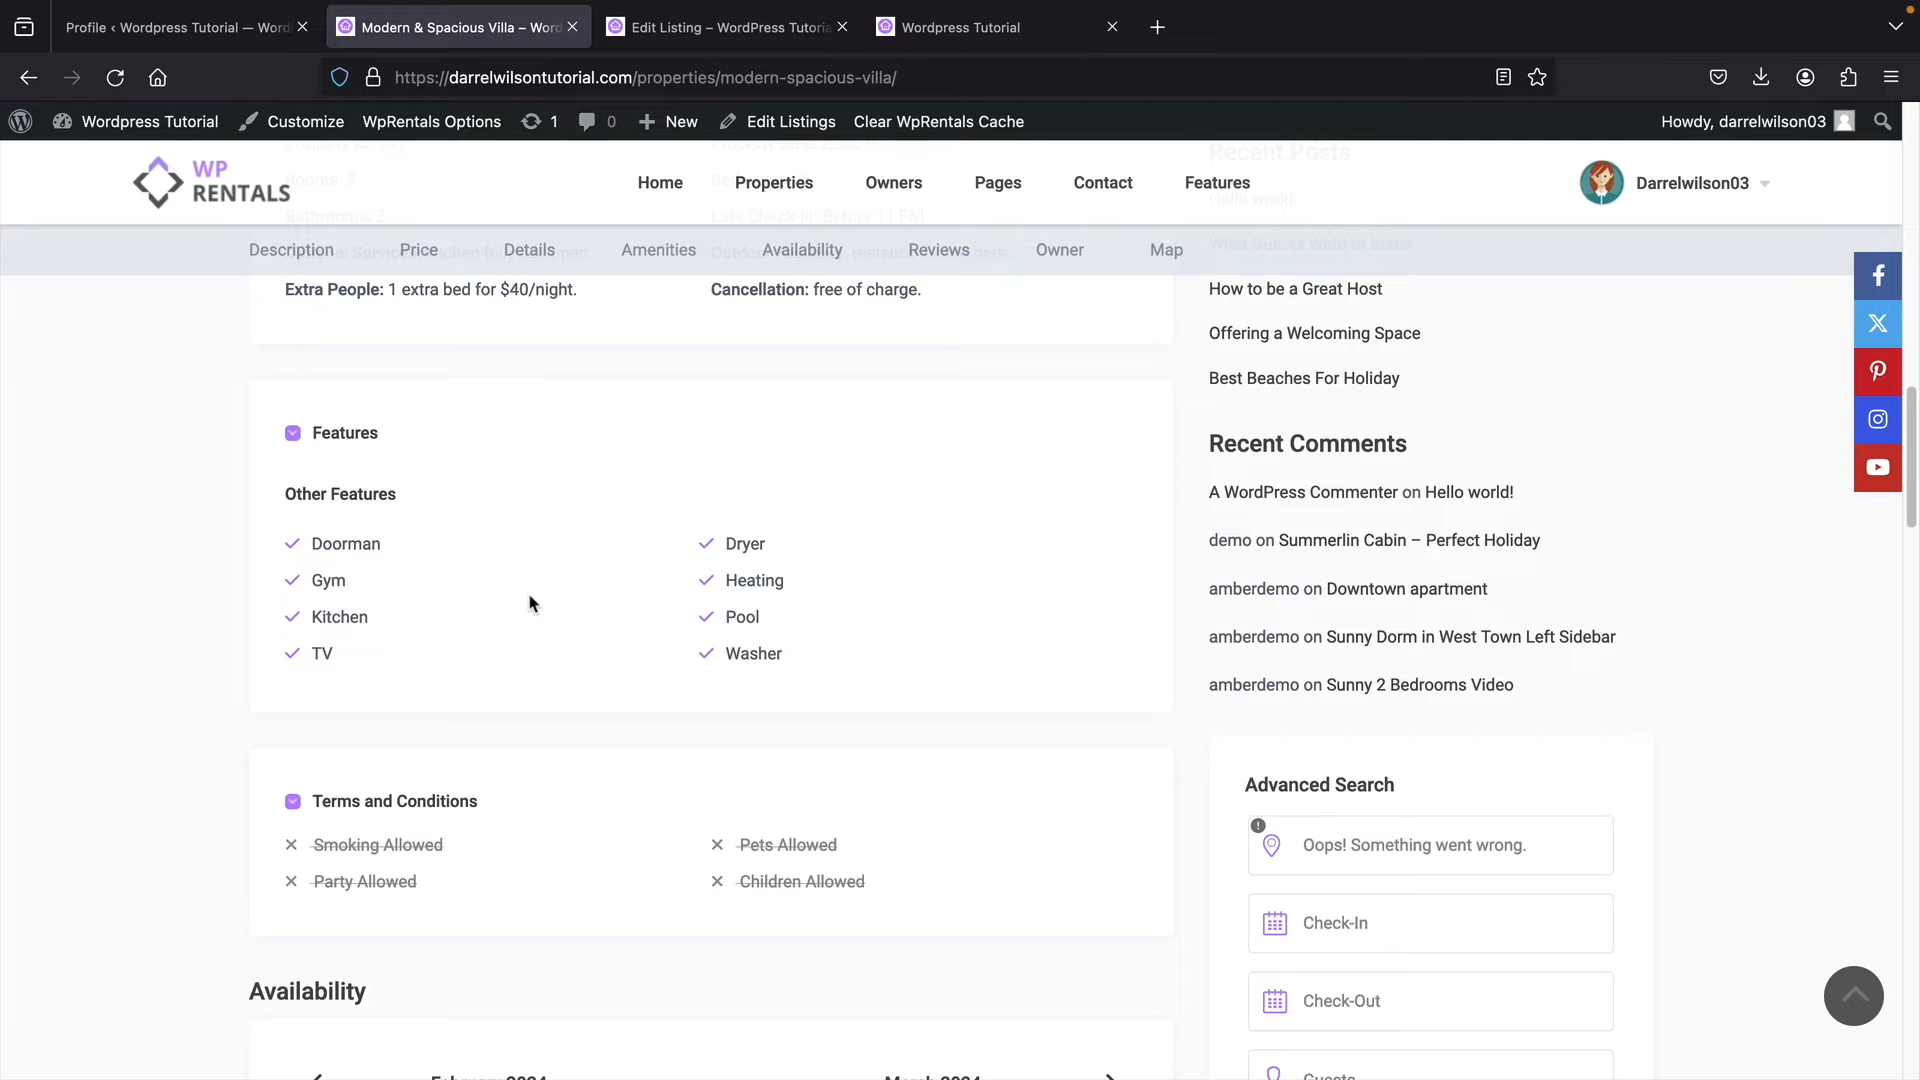 Profile ‹ Wordpress Tutorial — Word
Modern & Spacious Villa – Word
Edit Listing – WordPress Tutoria
Wordpress Tutorial
https://darrelwilsontutorial.com/properties/modern-spacious-villa/
Wordpress Tutorial
Customize
WpRentals Options
1
0
New
Edit Listings
Clear WpRentals Cache
Howdy, darrelwilson03
WP
RENTALS
Home
Properties
Owners
Pages
Contact
Features
Darrelwilson03
Recent Posts
Hello world!
Rooms: 3
Bathrooms: 2
Late Check-in: Before 11 PM
Description
Price
Details
Amenities
Availability
Reviews
Owner
Map
What Guests Want to Know
Extra People: 1 extra bed for $40/night.
Cancellation: free of charge.
How to be a Great Host
Offering a Welcoming Space
Best Beaches For Holiday
Features
Other Features
Doorman
Dryer
Gym
Heating
Kitchen
Pool
TV
Washer
Recent Comments
A WordPress Commenter on Hello world!
demo on Summerlin Cabin – Perfect Holiday
amberdemo on Downtown apartment
amberdemo on Sunny Dorm in West Town Left Sidebar
amberdemo on Sunny 2 Bedrooms Video
Terms and Conditions
Smoking Allowed
Pets Allowed
Party Allowed
Children Allowed
Advanced Search
Oops! Something went wrong.
Check-In
Check-Out
Guests
Availability
February 2024
March 2024